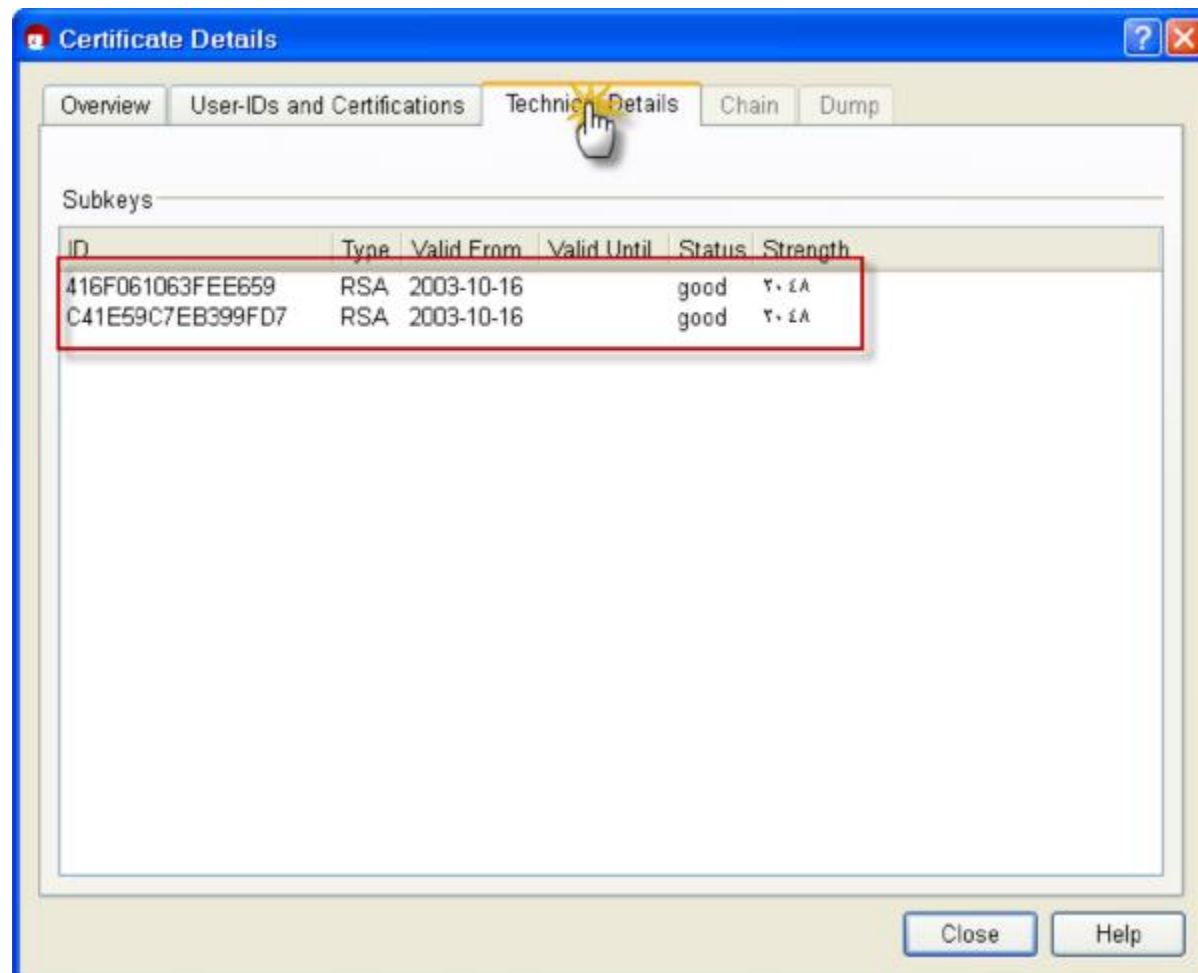 Certificate Details
Overview User-IDs and Certifications Technical Details Chain Dump
Subkeys
ID Type Valid From Valid Until Status Strength
416F061063FEE659 RSA 2003-10-16 good ٢٠٤٨
C41E59C7EB399FD7 RSA 2003-10-16 good ٢٠٤٨
Close Help